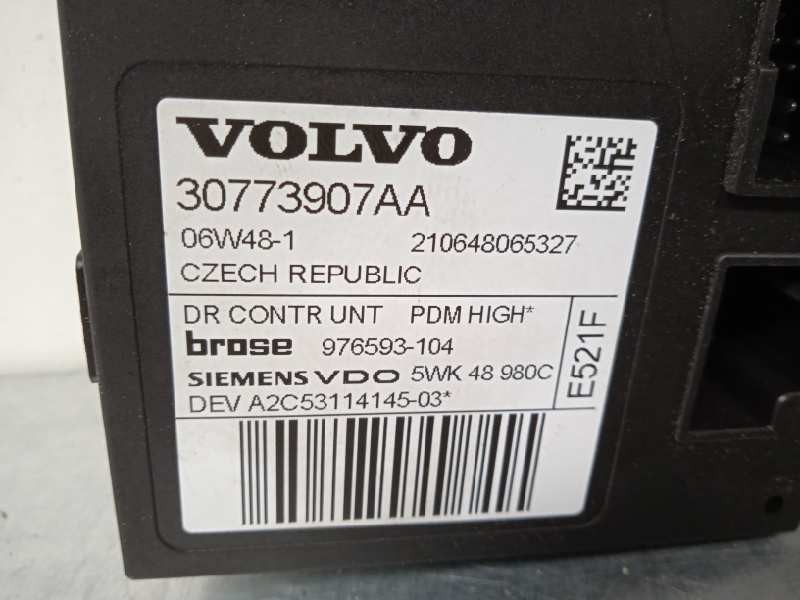 VOLVO
30773907AA
06W48-1 210648065327
CZECH REPUBLIC
DR CONTR UNT PDM HIGH*
brose 976593-104
SIEMENS VDO 5WK 48 980C
DEV A2C53114145-03*
E521F